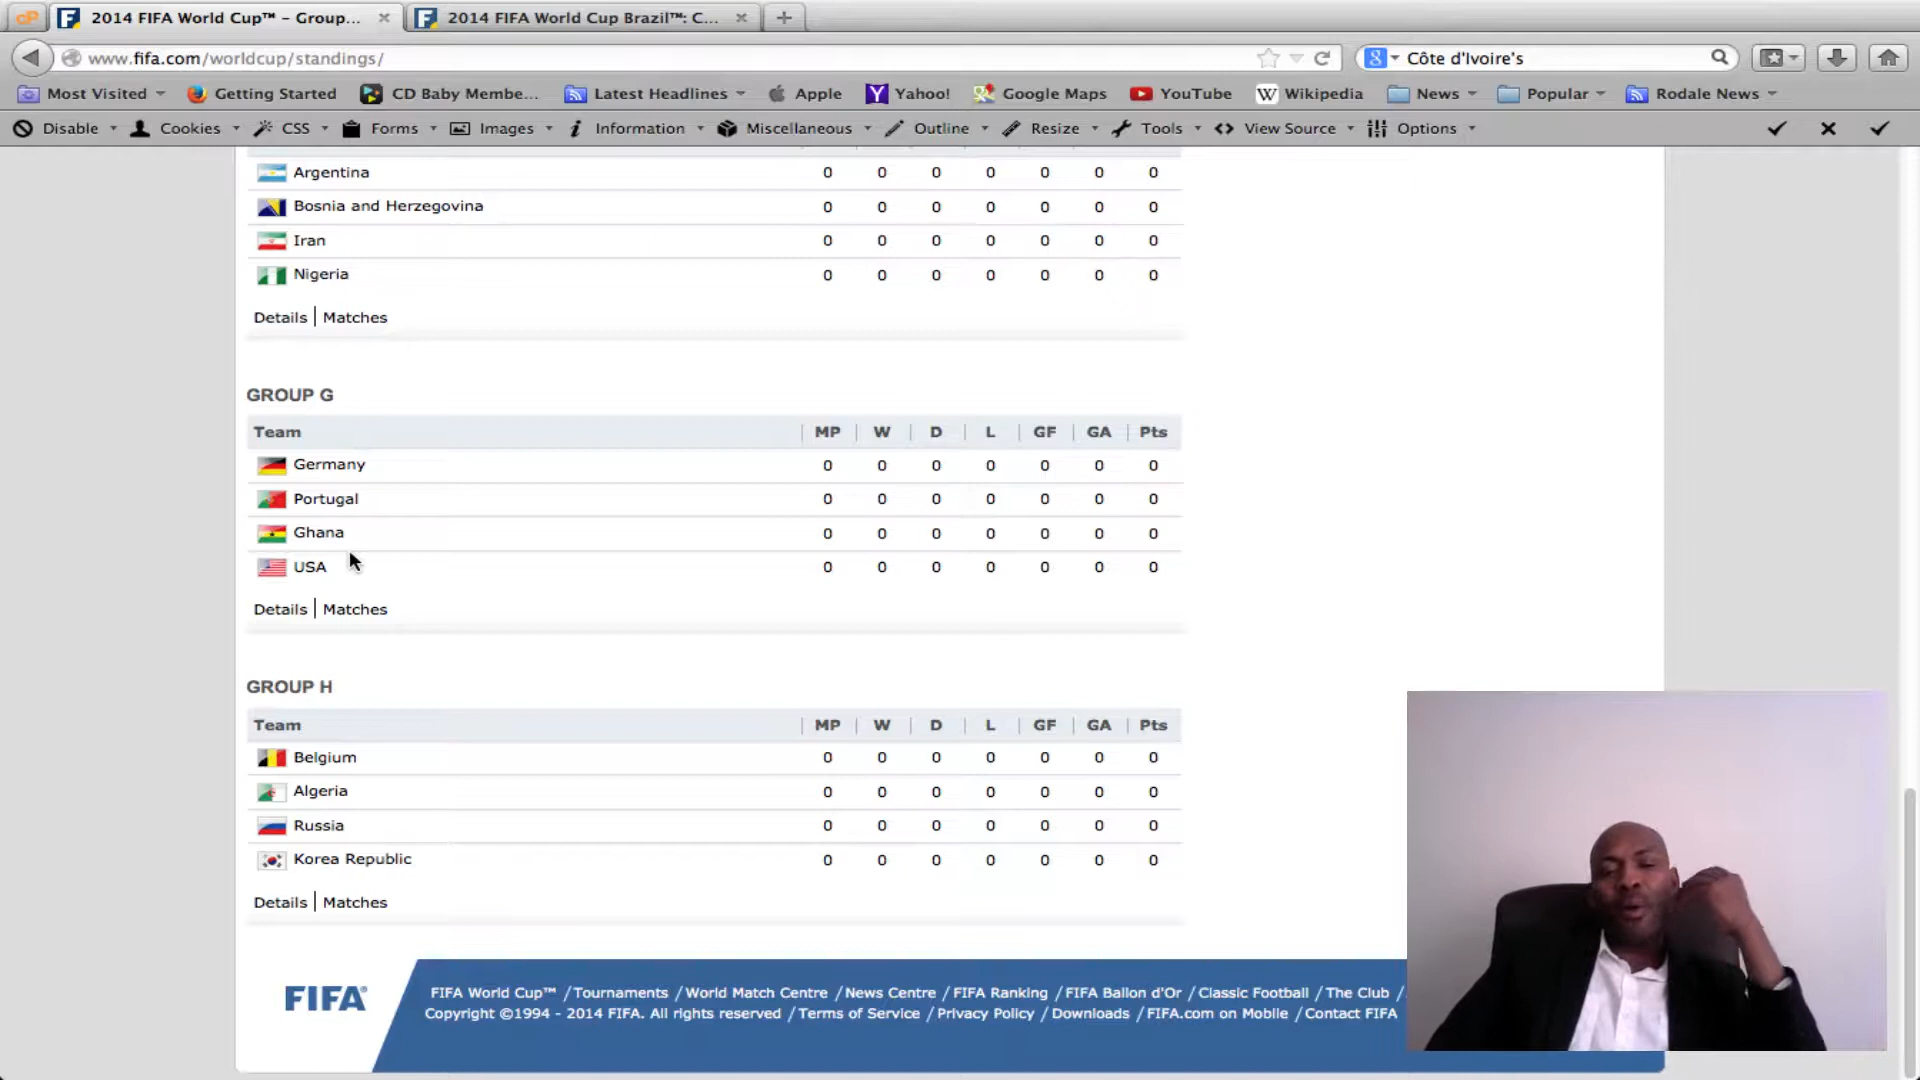 2014 FIFA World Cup™ – Group... 2014 FIFA World Cup Brazil™: C...
www.fifa.com/worldcup/standings/ Côte d'Ivoire's
Most Visited Getting Started CD Baby Membe... Latest Headlines Apple Yahoo! Google Maps YouTube Wikipedia News Popular Rodale News
Disable Cookies CSS Forms Images Information Miscellaneous Outline Resize Tools View Source Options
Argentina 0 0 0 0 0 0 0
Bosnia and Herzegovina 0 0 0 0 0 0 0
Iran 0 0 0 0 0 0 0
Nigeria 0 0 0 0 0 0 0
Details | Matches
GROUP G
Team MP W D L GF GA Pts
Germany 0 0 0 0 0 0 0
Portugal 0 0 0 0 0 0 0
Ghana 0 0 0 0 0 0 0
USA 0 0 0 0 0 0 0
Details | Matches
GROUP H
Team MP W D L GF GA Pts
Belgium 0 0 0 0 0 0 0
Algeria 0 0 0 0 0 0 0
Russia 0 0 0 0 0 0 0
Korea Republic 0 0 0 0 0 0 0
Details | Matches
FIFA
FIFA World Cup™ /Tournaments /World Match Centre /News Centre /FIFA Ranking /FIFA Ballon d'Or /Classic Football /The Club /
Copyright ©1994 - 2014 FIFA. All rights reserved /Terms of Service /Privacy Policy /Downloads /FIFA.com on Mobile /Contact FIFA